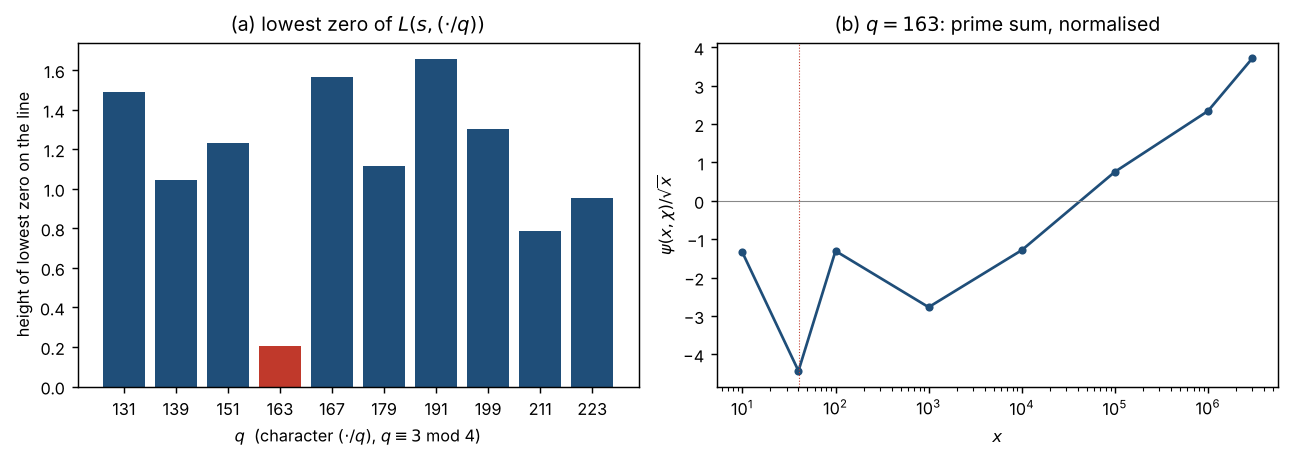 (a) lowest zero of L(s, (·/q))
height of lowest zero on the line
1.6
1.4
1.2
1.0
0.8
0.6
0.4
0.2
0.0
131 139 151 163 167 179 191 199 211 223
q (character (·/q), q ≡ 3 mod 4)
(b) q = 163: prime sum, normalised
ψ(x, χ)/√x
4
3
2
1
0
−1
−2
−3
−4
10¹ 10² 10³ 10⁴ 10⁵ 10⁶
x